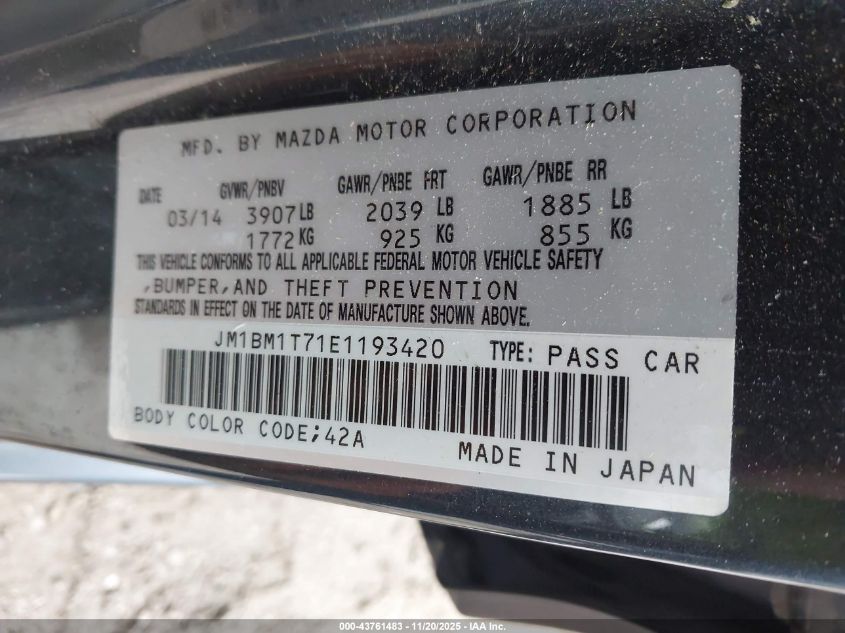 MFD. BY MAZDA MOTOR CORPORATION
DATE GVWR/PNBV GAWR/PNBE FRT GAWR/PNBE RR
03/14 3907 LB 2039 LB 1885 LB
1772 KG 925 KG 855 KG
THIS VEHICLE CONFORMS TO ALL APPLICABLE FEDERAL MOTOR VEHICLE SAFETY
,BUMPER,AND THEFT PREVENTION
STANDARDS IN EFFECT ON THE DATE OF MANUFACTURE SHOWN ABOVE.
JM1BM1T71E1193420 TYPE: PASS CAR
BODY COLOR CODE;42A
MADE IN JAPAN
000-43761483 — 11/20/2025 — IAA Inc.